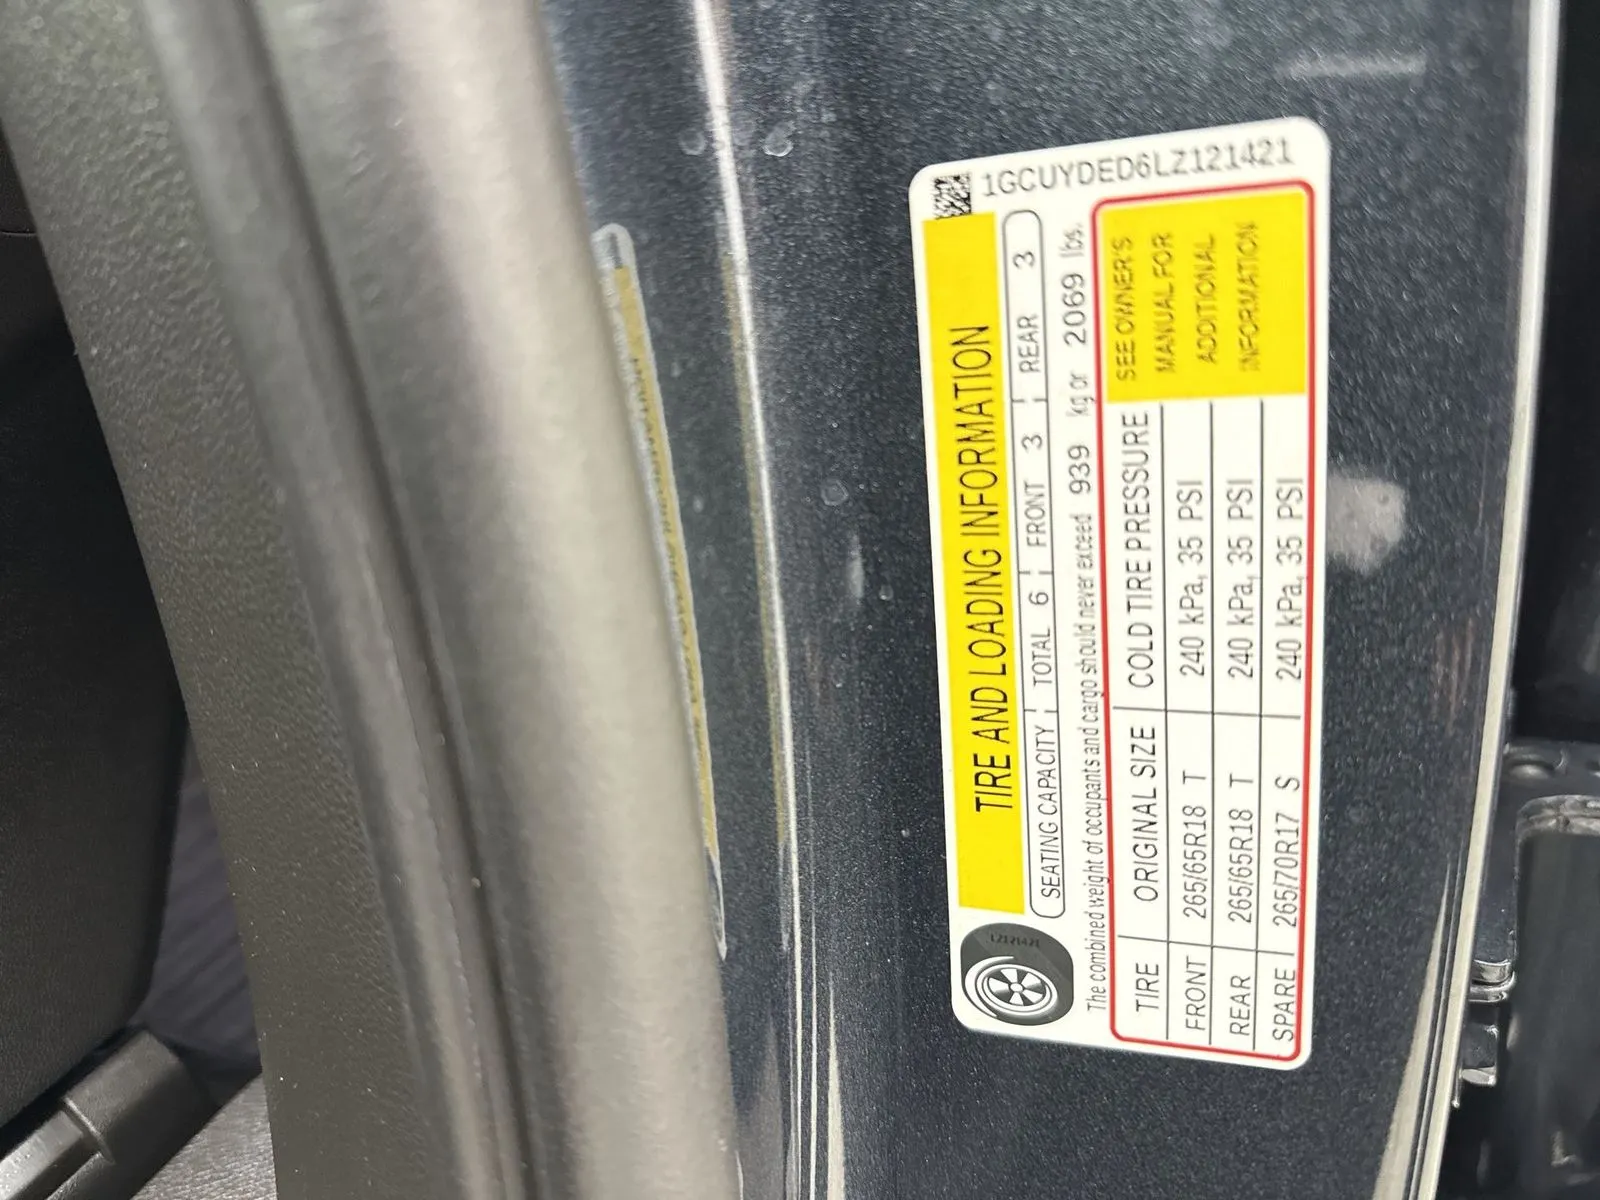 1GCUYDED6LZ121421
TIRE AND LOADING INFORMATION
SEATING CAPACITY TOTAL 6 FRONT 3 REAR 3
The combined weight of occupants and cargo should never exceed 939 kg or 2069 lbs.
TIRE ORIGINAL SIZE COLD TIRE PRESSURE
FRONT 265/65R18 T 240 kPa, 35 PSI
REAR 265/65R18 T 240 kPa, 35 PSI
SPARE 265/70R17 S 240 kPa, 35 PSI
SEE OWNER'S
MANUAL FOR
ADDITIONAL
INFORMATION
LZ121421